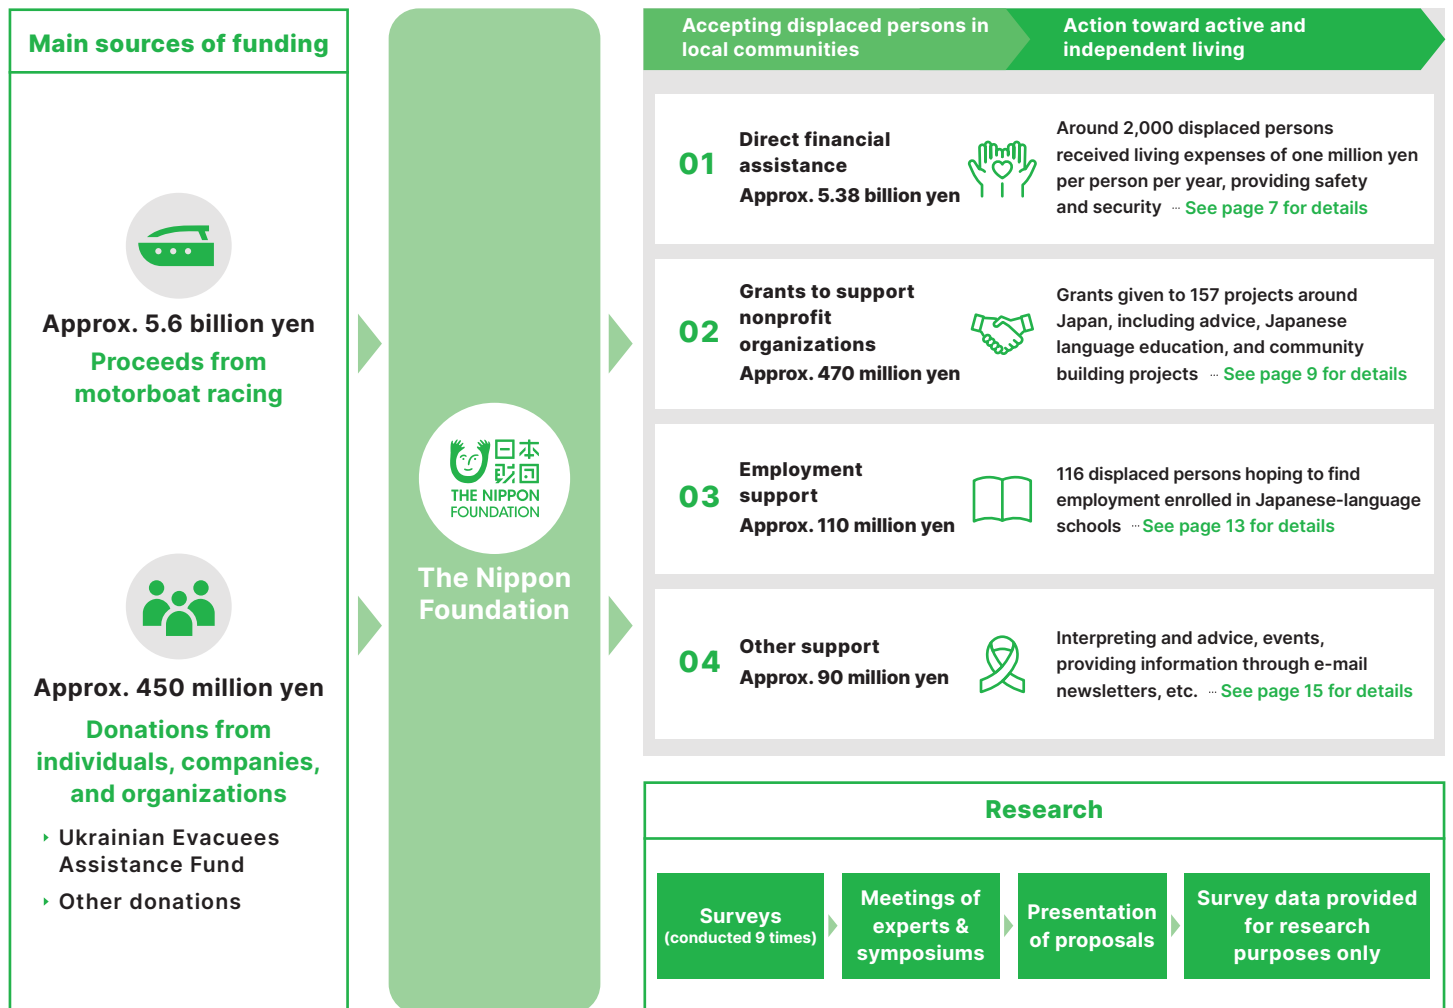 Main sources of funding
Approx. 5.6 billion yen
Proceeds from
motorboat racing
Approx. 450 million yen
Donations from
individuals, companies,
and organizations
Ukrainian Evacuees
Assistance Fund
Other donations
日本
財団
THE NIPPON
FOUNDATION
The Nippon
Foundation
Accepting displaced persons in
local communities
Action toward active and
independent living
01
Direct financial
assistance
Approx. 5.38 billion yen
Around 2,000 displaced persons
received living expenses of one million yen
per person per year, providing safety
and security ··· See page 7 for details
02
Grants to support
nonprofit
organizations
Approx. 470 million yen
Grants given to 157 projects around
Japan, including advice, Japanese
language education, and community
building projects ··· See page 9 for details
03
Employment
support
Approx. 110 million yen
116 displaced persons hoping to find
employment enrolled in Japanese-language
schools ··· See page 13 for details
04
Other support
Approx. 90 million yen
Interpreting and advice, events,
providing information through e-mail
newsletters, etc. ··· See page 15 for details
Research
Surveys
(conducted 9 times)
Meetings of
experts &
symposiums
Presentation
of proposals
Survey data provided
for research
purposes only